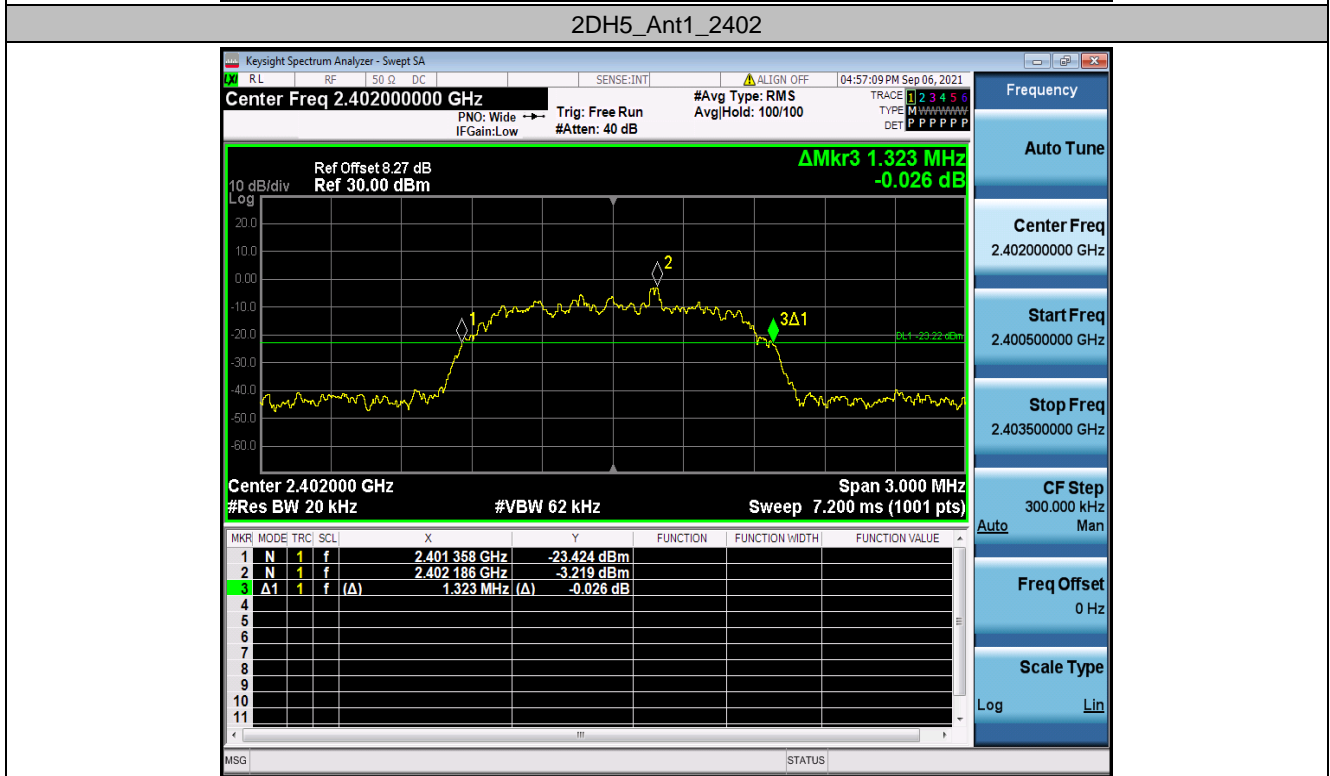 2DH5_Ant1_2402
Keysight Spectrum Analyzer - Swept SA
LXI RL RF 50 Ω DC SENSE:INT ALIGN OFF 04:57:09 PM Sep 06, 2021
Center Freq 2.402000000 GHz
PNO: Wide
IFGain:Low
Trig: Free Run
#Atten: 40 dB
#Avg Type: RMS
Avg|Hold: 100/100
TRACE 1 2 3 4 5 6
TYPE M W W W W W
DET P P P P P P
Ref Offset 8.27 dB
10 dB/div Ref 30.00 dBm
Log
ΔMkr3 1.323 MHz
-0.026 dB
20.0
10.0
0.00
-10.0
-20.0
-30.0
-40.0
-50.0
-60.0
1
2
3Δ1
DL1 -23.22 dBm
Center 2.402000 GHz Span 3.000 MHz
#Res BW 20 kHz #VBW 62 kHz Sweep 7.200 ms (1001 pts)
MKR MODE TRC SCL X Y FUNCTION FUNCTION WIDTH FUNCTION VALUE
1 N 1 f 2.401 358 GHz -23.424 dBm
2 N 1 f 2.402 186 GHz -3.219 dBm
3 Δ1 1 f (Δ) 1.323 MHz (Δ) -0.026 dB
4
5
6
7
8
9
10
11
MSG STATUS
Frequency
Auto Tune
Center Freq
2.402000000 GHz
Start Freq
2.400500000 GHz
Stop Freq
2.403500000 GHz
CF Step
300.000 kHz
Auto Man
Freq Offset
0 Hz
Scale Type
Log Lin